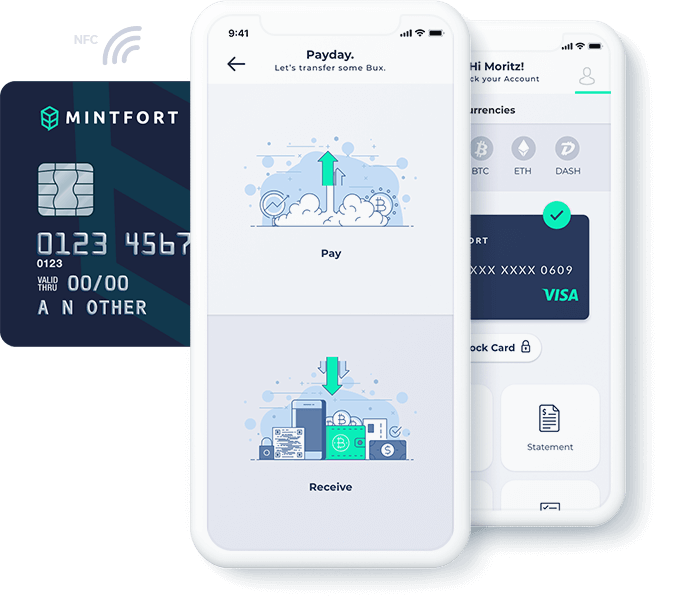 NFC
MINTFORT
0123 4567
0123
VALID
THRU
00/00
A N OTHER
9:41
Payday.
Let's transfer some Bux.
Pay
Receive
Hi Moritz!
ck your Account
urrencies
BTC
ETH
DASH
ORT
XXX XXXX 0609
VISA
ock Card
Statement